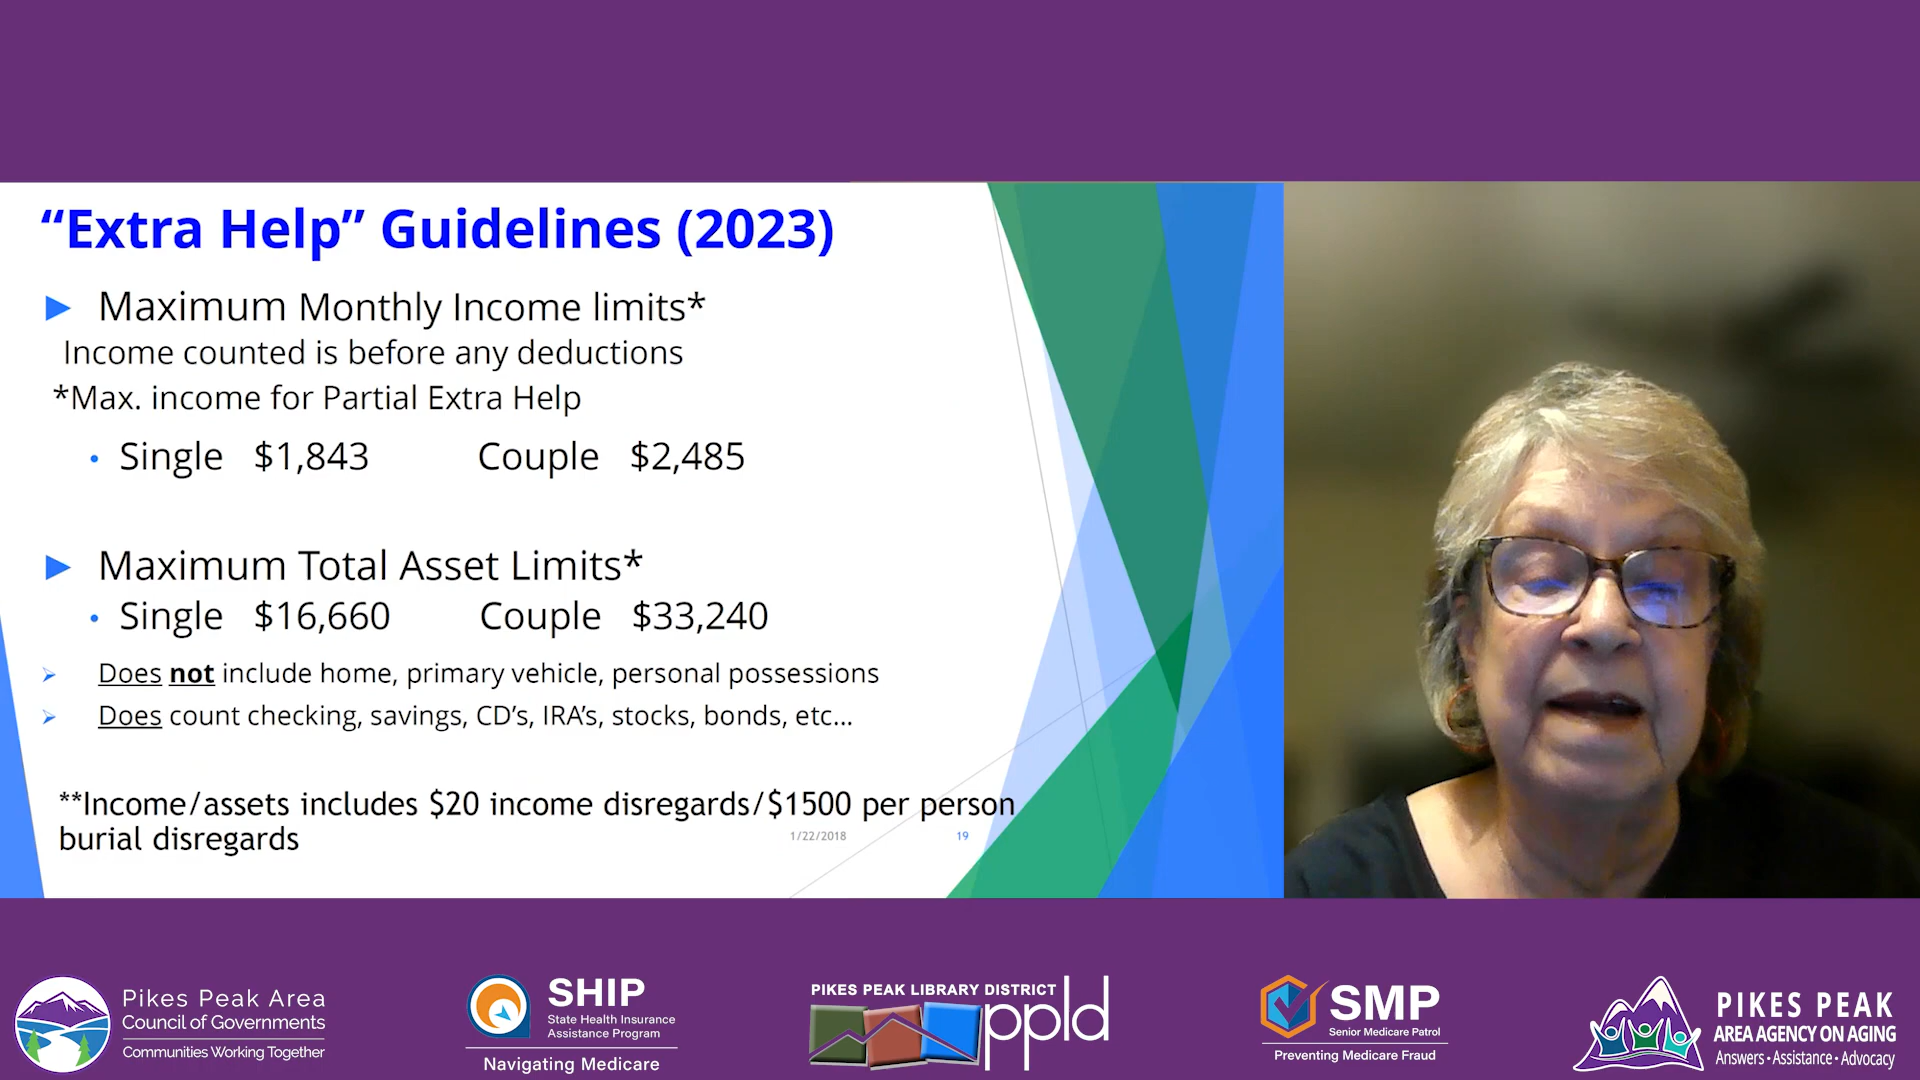 “Extra Help” Guidelines (2023)
Maximum Monthly Income limits*
Income counted is before any deductions
*Max. income for Partial Extra Help
• Single $1,843 Couple $2,485
Maximum Total Asset Limits*
• Single $16,660 Couple $33,240
Does not include home, primary vehicle, personal possessions
Does count checking, savings, CD’s, IRA’s, stocks, bonds, etc...
**Income/assets includes $20 income disregards/$1500 per person
burial disregards
1/22/2018
19
Pikes Peak Area
Council of Governments
Communities Working Together
SHIP
State Health Insurance
Assistance Program
Navigating Medicare
PIKES PEAK LIBRARY DISTRICT
ppld
SMP
Senior Medicare Patrol
Preventing Medicare Fraud
PIKES PEAK
AREA AGENCY ON AGING
Answers • Assistance • Advocacy